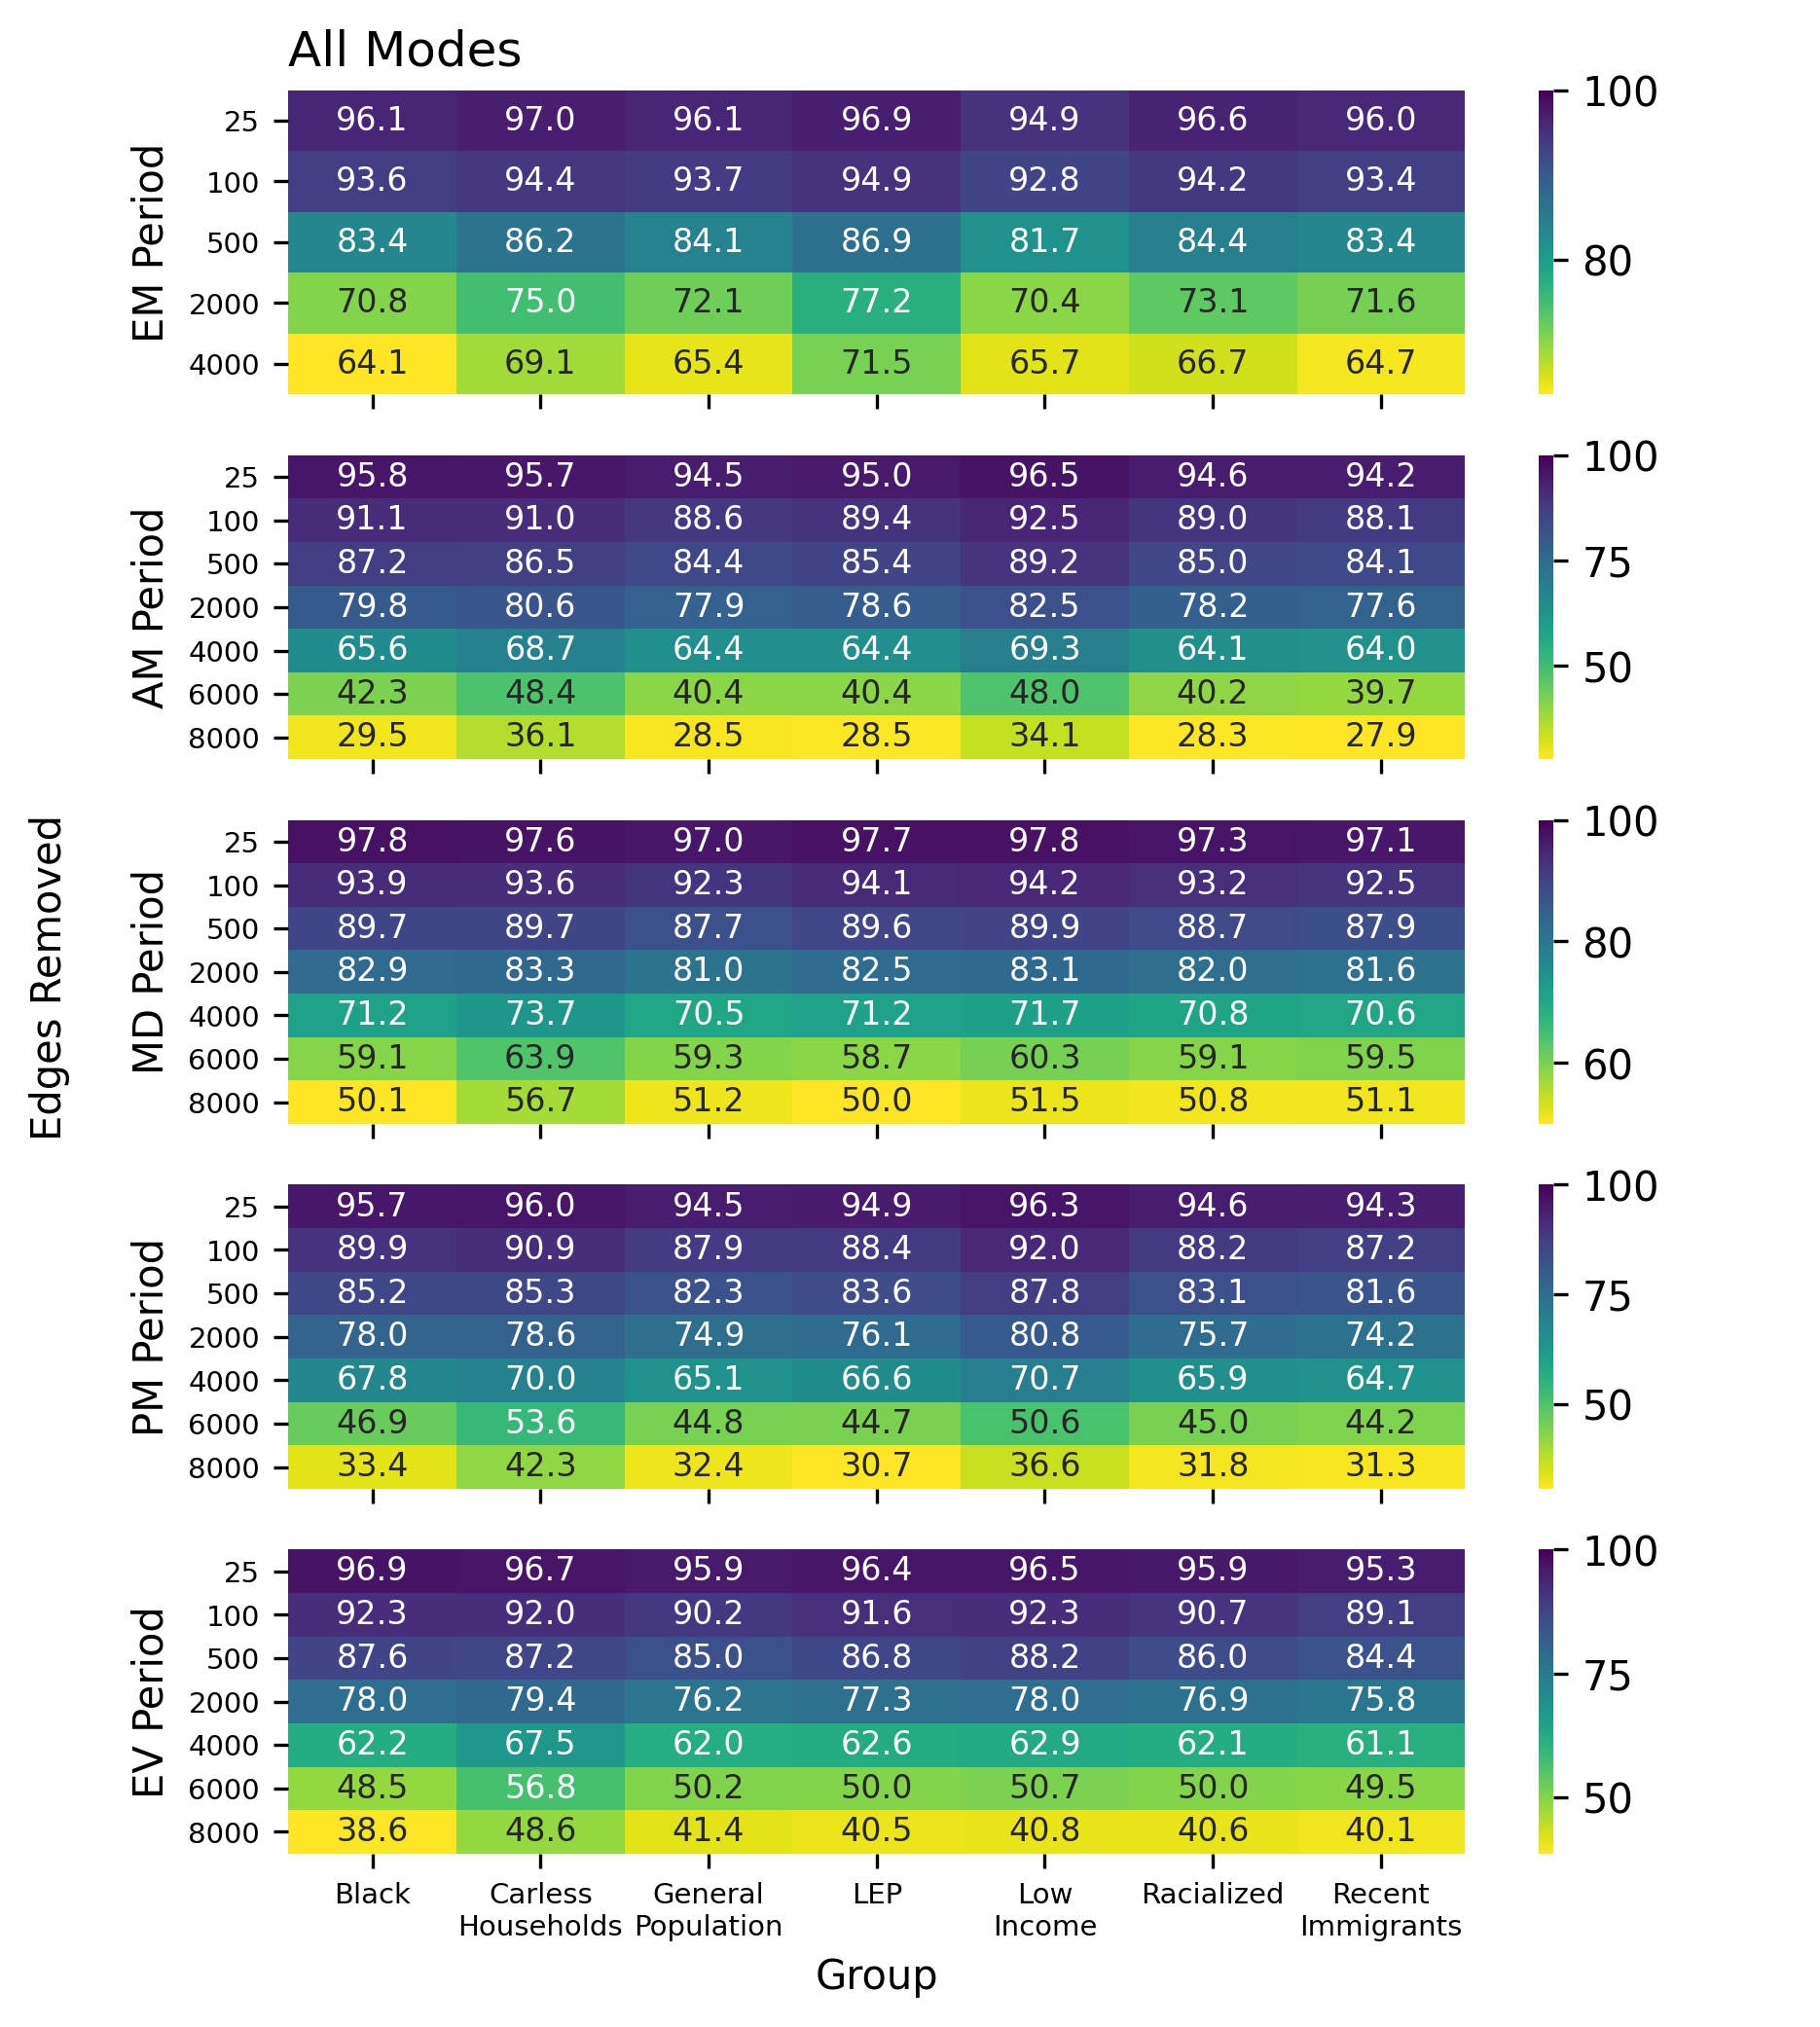 All Modes
Edges Removed
EM Period
25 96.1 97.0 96.1 96.9 94.9 96.6 96.0
100 93.6 94.4 93.7 94.9 92.8 94.2 93.4
500 83.4 86.2 84.1 86.9 81.7 84.4 83.4
2000 70.8 75.0 72.1 77.2 70.4 73.1 71.6
4000 64.1 69.1 65.4 71.5 65.7 66.7 64.7
100
80
AM Period
25 95.8 95.7 94.5 95.0 96.5 94.6 94.2
100 91.1 91.0 88.6 89.4 92.5 89.0 88.1
500 87.2 86.5 84.4 85.4 89.2 85.0 84.1
2000 79.8 80.6 77.9 78.6 82.5 78.2 77.6
4000 65.6 68.7 64.4 64.4 69.3 64.1 64.0
6000 42.3 48.4 40.4 40.4 48.0 40.2 39.7
8000 29.5 36.1 28.5 28.5 34.1 28.3 27.9
100
75
50
MD Period
25 97.8 97.6 97.0 97.7 97.8 97.3 97.1
100 93.9 93.6 92.3 94.1 94.2 93.2 92.5
500 89.7 89.7 87.7 89.6 89.9 88.7 87.9
2000 82.9 83.3 81.0 82.5 83.1 82.0 81.6
4000 71.2 73.7 70.5 71.2 71.7 70.8 70.6
6000 59.1 63.9 59.3 58.7 60.3 59.1 59.5
8000 50.1 56.7 51.2 50.0 51.5 50.8 51.1
100
80
60
PM Period
25 95.7 96.0 94.5 94.9 96.3 94.6 94.3
100 89.9 90.9 87.9 88.4 92.0 88.2 87.2
500 85.2 85.3 82.3 83.6 87.8 83.1 81.6
2000 78.0 78.6 74.9 76.1 80.8 75.7 74.2
4000 67.8 70.0 65.1 66.6 70.7 65.9 64.7
6000 46.9 53.6 44.8 44.7 50.6 45.0 44.2
8000 33.4 42.3 32.4 30.7 36.6 31.8 31.3
100
75
50
EV Period
25 96.9 96.7 95.9 96.4 96.5 95.9 95.3
100 92.3 92.0 90.2 91.6 92.3 90.7 89.1
500 87.6 87.2 85.0 86.8 88.2 86.0 84.4
2000 78.0 79.4 76.2 77.3 78.0 76.9 75.8
4000 62.2 67.5 62.0 62.6 62.9 62.1 61.1
6000 48.5 56.8 50.2 50.0 50.7 50.0 49.5
8000 38.6 48.6 41.4 40.5 40.8 40.6 40.1
100
75
50
Black Carless General LEP Low Racialized Recent
Households Population Income Immigrants
Group